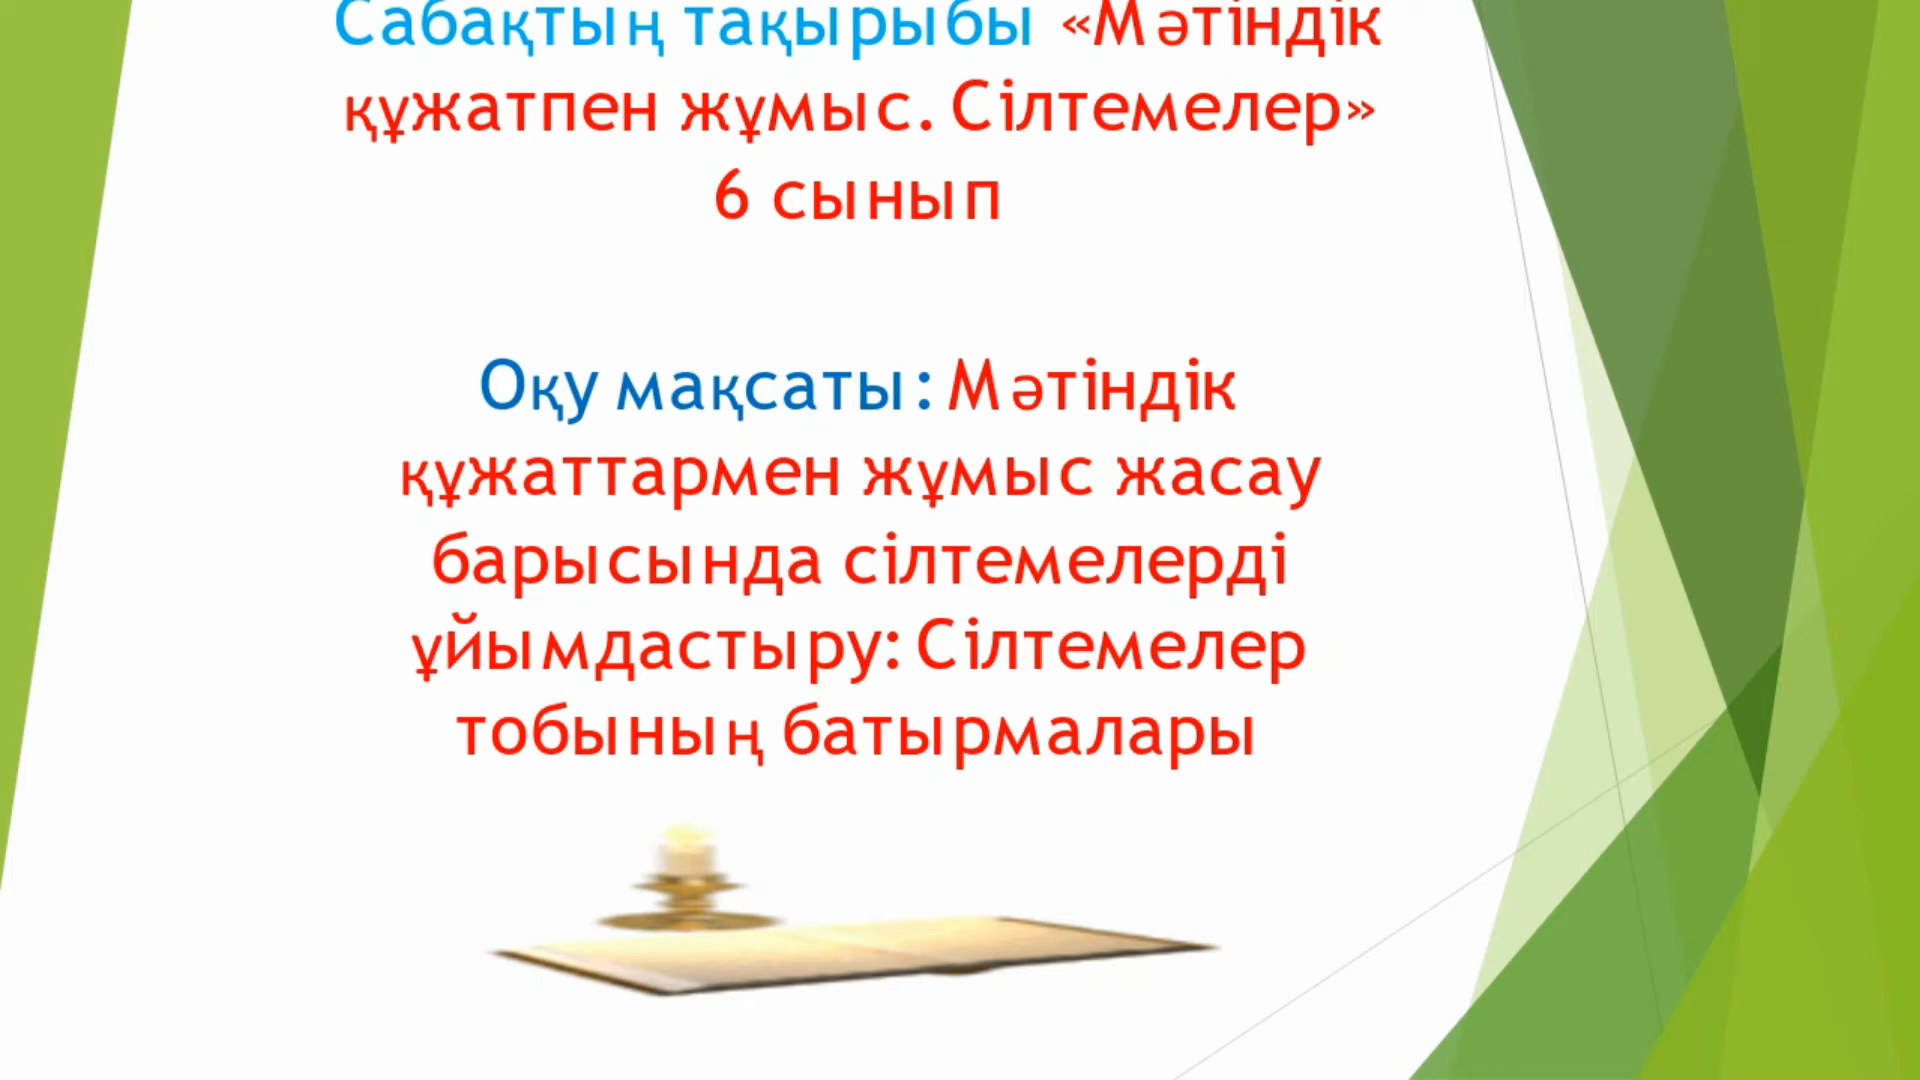 Сабақтың тақырыбы «Мәтіндік
құжатпен жұмыс. Сілтемелер»
6 сынып
Оқу мақсаты: Мәтіндік
құжаттармен жұмыс жасау
барысында сілтемелерді
ұйымдастыру: Сілтемелер
тобының батырмалары